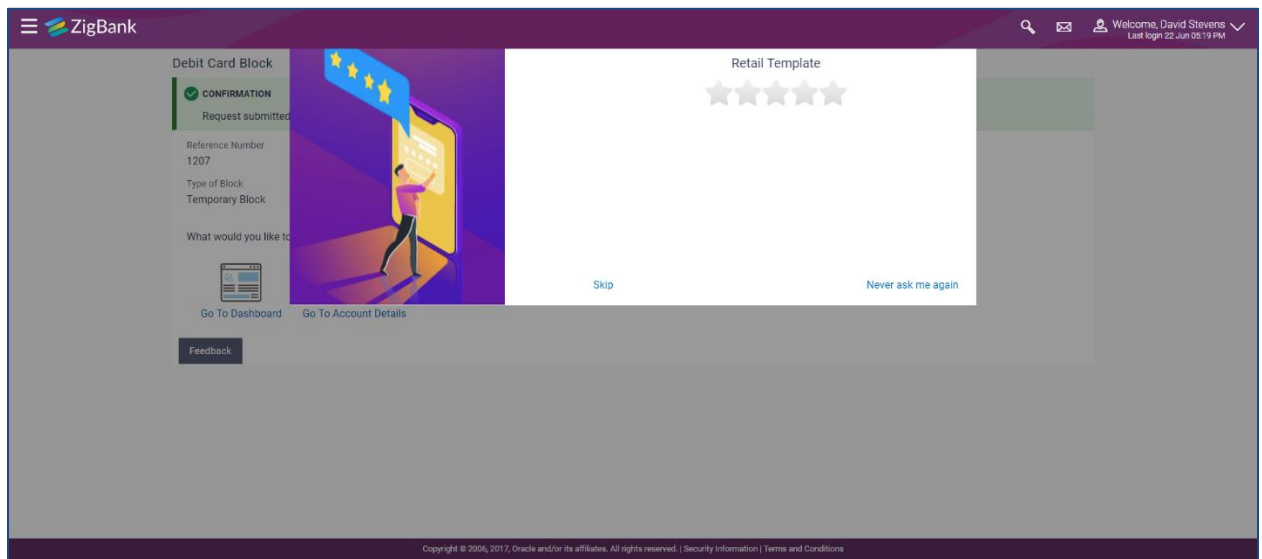 ZigBank
Welcome, David Stevens
Last login 22 Jun 05:19 PM
Debit Card Block
CONFIRMATION
Request submitted
Retail Template
Reference Number
1207
Type of Block
Temporary Block
What would you like to
Skip
Never ask me again
Go To Dashboard
Go To Account Details
Feedback
Copyright © 2006, 2017, Oracle and/or its affiliates. All rights reserved. | Security Information | Terms and Conditions